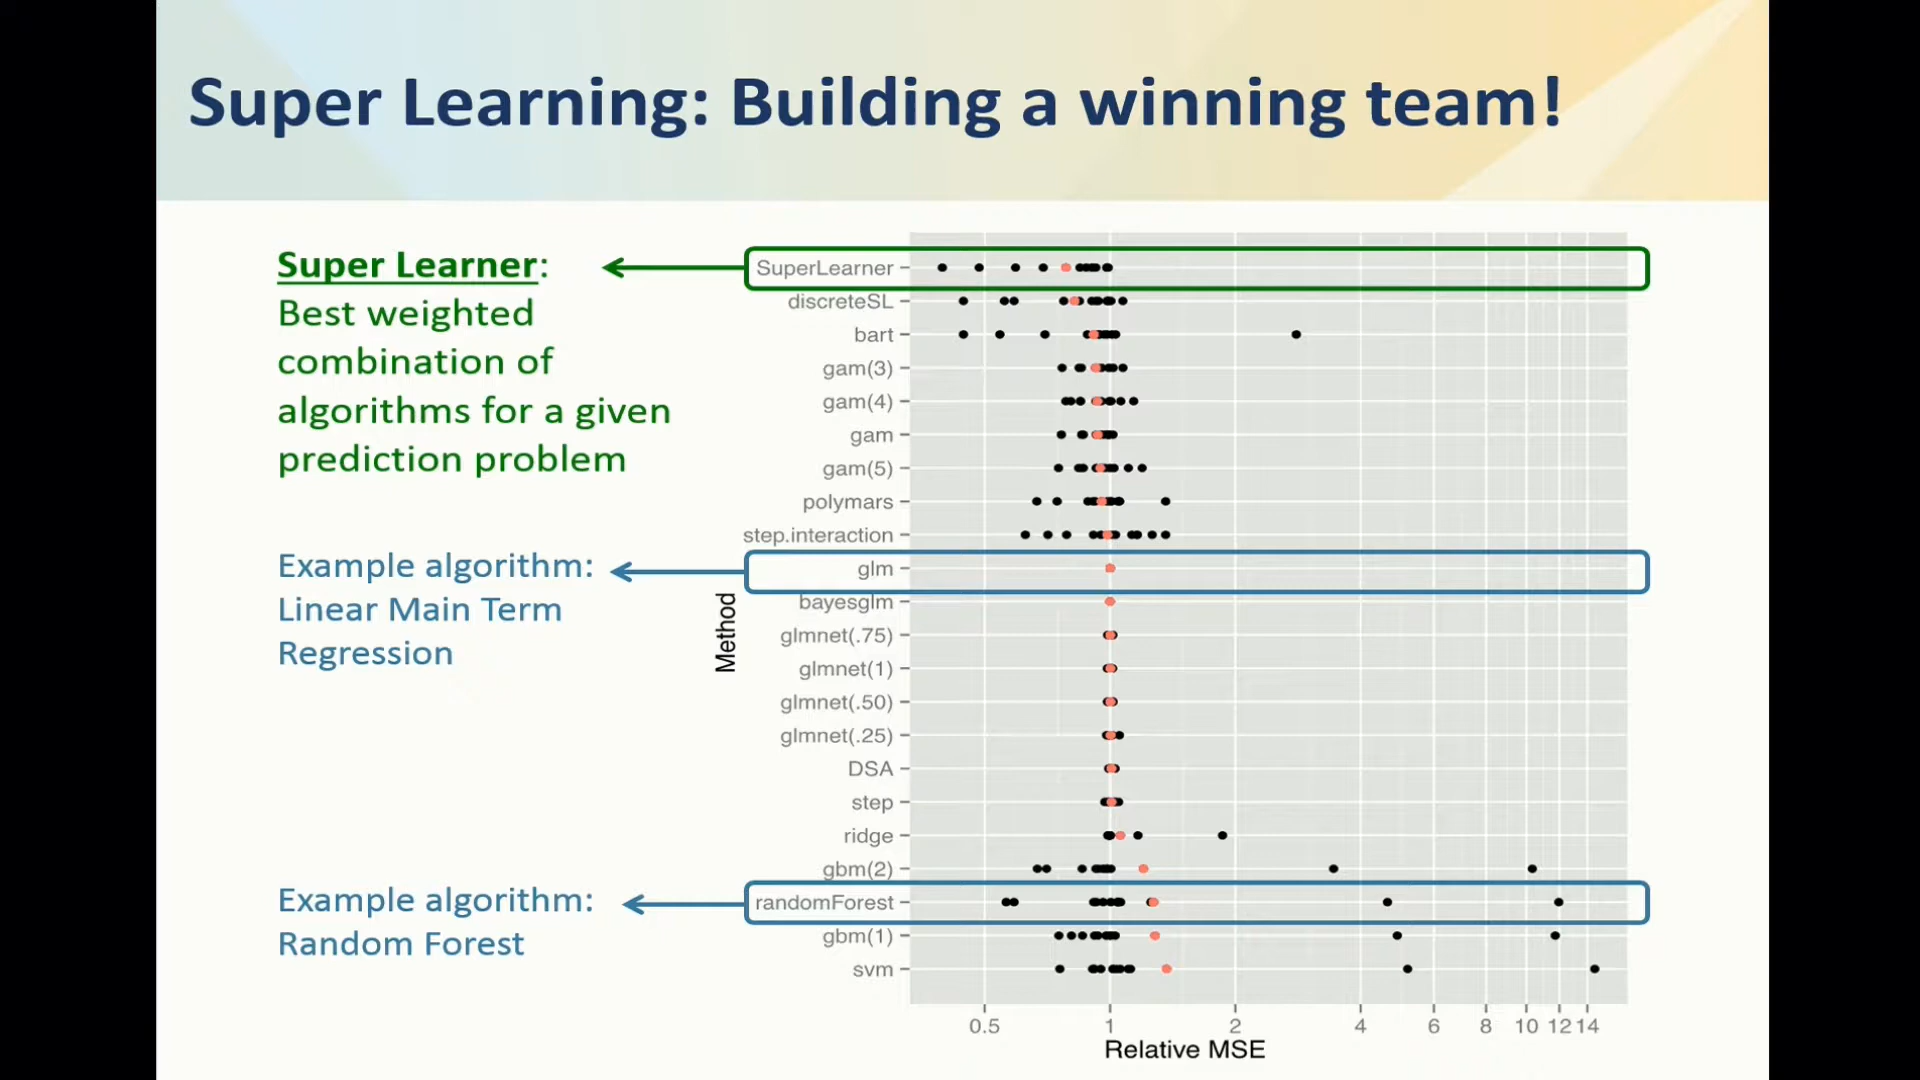 Super Learning: Building a winning team!
Super Learner:
Best weighted
combination of
algorithms for a given
prediction problem
Example algorithm:
Linear Main Term
Regression
Example algorithm:
Random Forest
Method
SuperLearner
discreteSL
bart
gam(3)
gam(4)
gam
gam(5)
polymars
step.interaction
glm
bayesglm
glmnet(.75)
glmnet(1)
glmnet(.50)
glmnet(.25)
DSA
step
ridge
gbm(2)
randomForest
gbm(1)
svm
0.5 1 2 4 6 8 10 12 14
Relative MSE